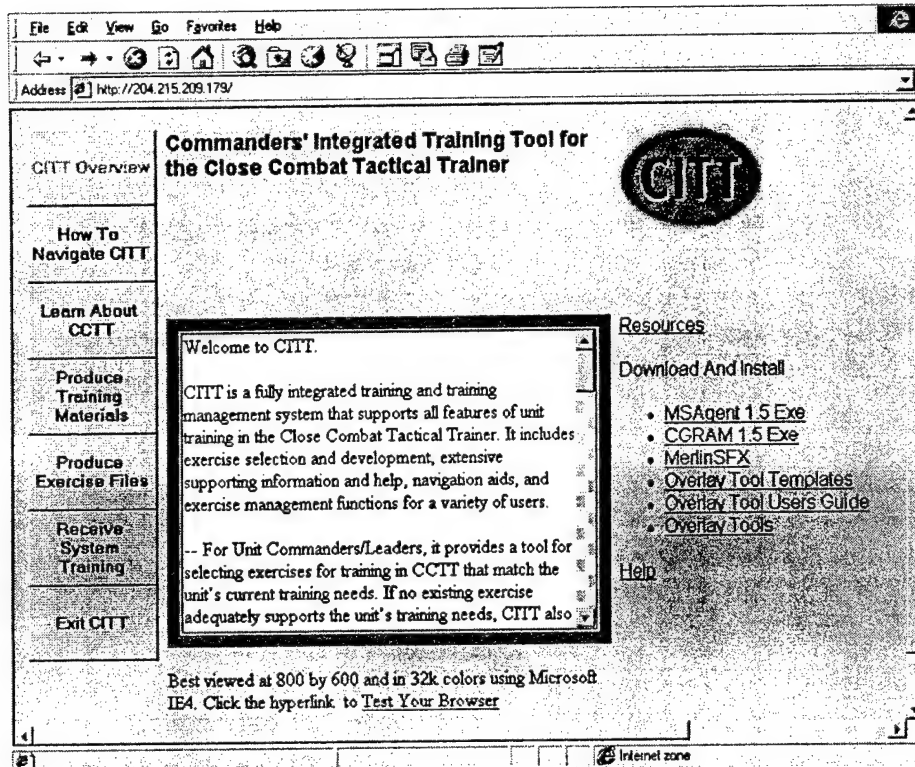 File Edit View Go Favorites Help
Address http://204.215.209.179/
CITT Overview
How To
Navigate CITT
Learn About
CCTT
Produce
Training
Materials
Produce
Exercise Files
Receive
System
Training
Exit CITT
Commanders' Integrated Training Tool for
the Close Combat Tactical Trainer
CITT
Welcome to CITT.
CITT is a fully integrated training and training
management system that supports all features of unit
training in the Close Combat Tactical Trainer. It includes
exercise selection and development, extensive
supporting information and help, navigation aids, and
exercise management functions for a variety of users.
-- For Unit Commanders/Leaders, it provides a tool for
selecting exercises for training in CCTT that match the
unit's current training needs. If no existing exercise
adequately supports the unit's training needs, CITT also
Resources
Download And Install
• MSAgent 1.5 Exe
• CGRAM 1.5 Exe
• MerlinSFX
• Overlay Tool Templates
• Overlay Tool Users Guide
• Overlay Tools
Help
Best viewed at 800 by 600 and in 32k colors using Microsoft
IE4. Click the hyperlink to Test Your Browser
Internet zone